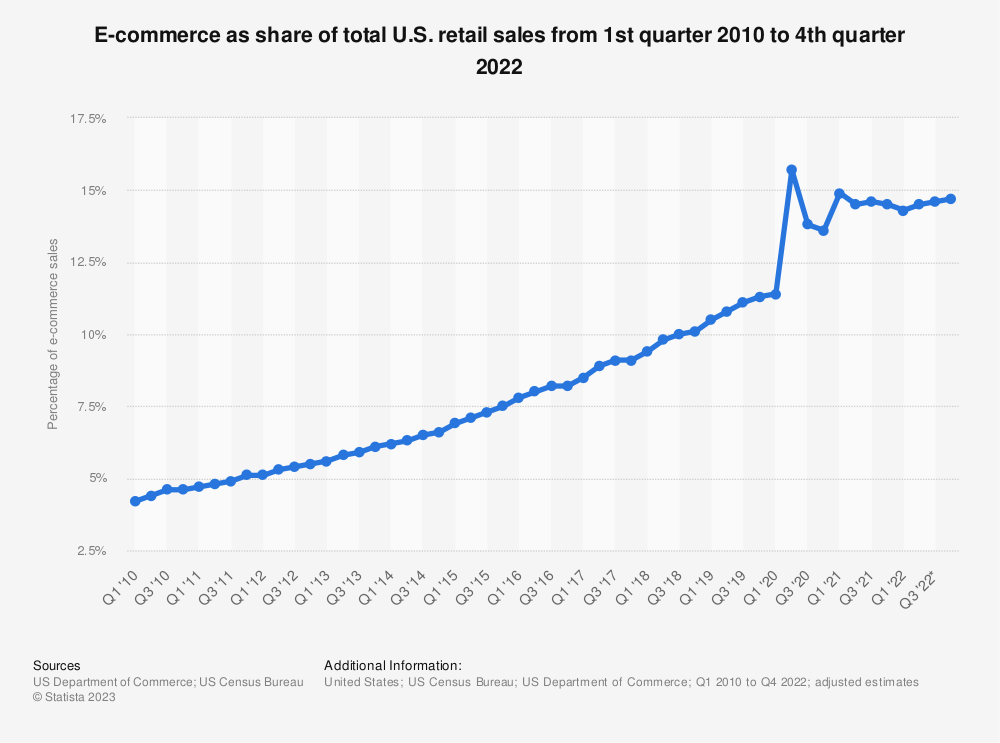 E-commerce as share of total U.S. retail sales from 1st quarter 2010 to 4th quarter
2022
Percentage of e-commerce sales
17.5%
15%
12.5%
10%
7.5%
5%
2.5%
Q1 '10
Q3 '10
Q1 '11
Q3 '11
Q1 '12
Q3 '12
Q1 '13
Q3 '13
Q1 '14
Q3 '14
Q1 '15
Q3 '15
Q1 '16
Q3 '16
Q1 '17
Q3 '17
Q1 '18
Q3 '18
Q1 '19
Q3 '19
Q1 '20
Q3 '20
Q1 '21
Q3 '21
Q1 '22
Q3 '22*
Sources
US Department of Commerce; US Census Bureau
© Statista 2023
Additional Information:
United States; US Census Bureau; US Department of Commerce; Q1 2010 to Q4 2022; adjusted estimates